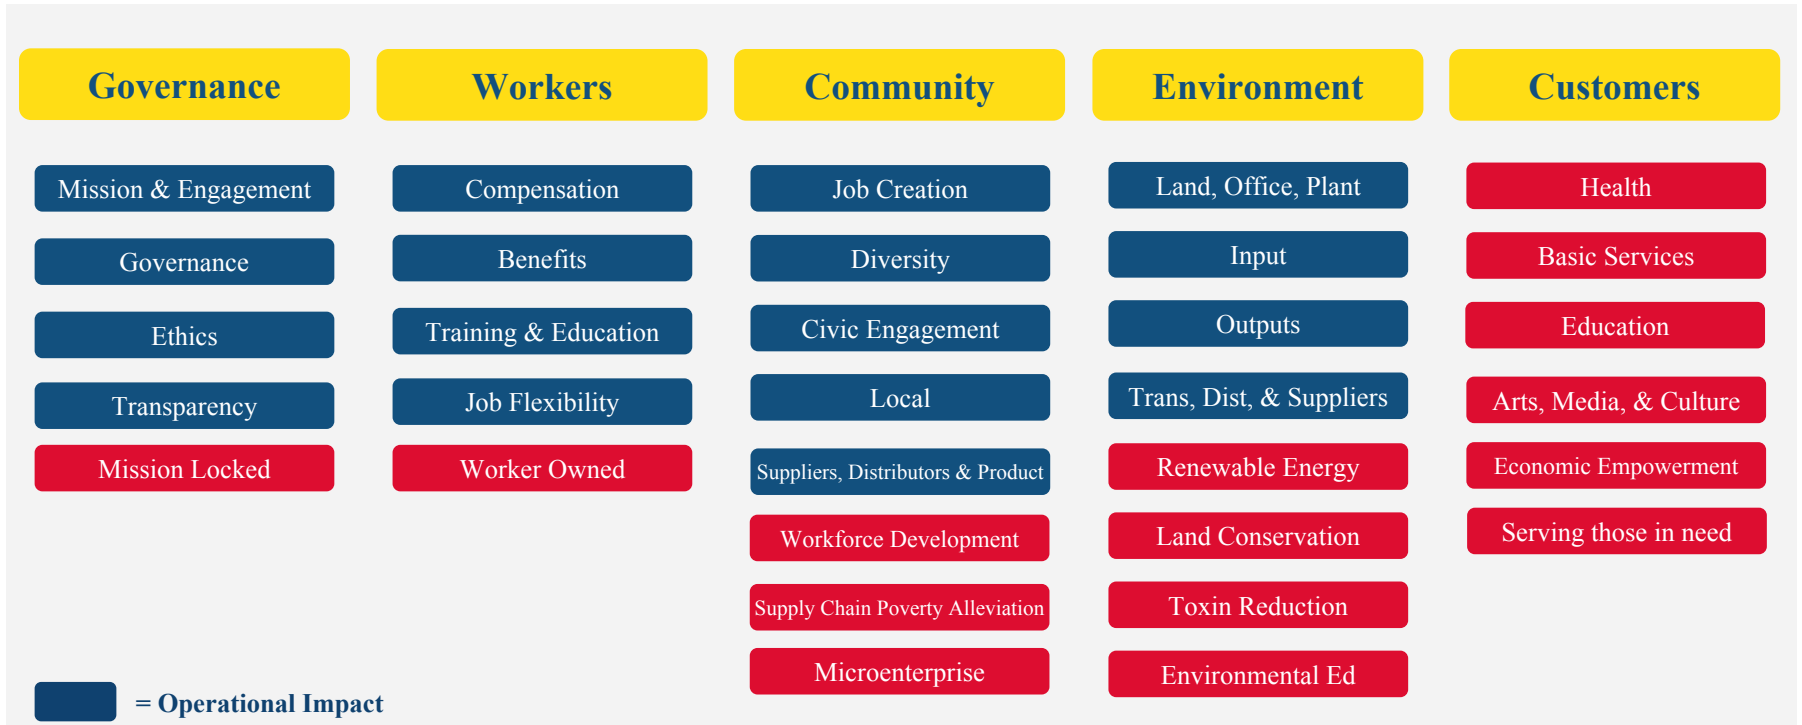 Governance
Mission & Engagement
Governance
Ethics
Transparency
Mission Locked
Workers
Compensation
Benefits
Training & Education
Job Flexibility
Worker Owned
Community
Job Creation
Diversity
Civic Engagement
Local
Suppliers, Distributors & Product
Workforce Development
Supply Chain Poverty Alleviation
Microenterprise
Environment
Land, Office, Plant
Input
Outputs
Trans, Dist, & Suppliers
Renewable Energy
Land Conservation
Toxin Reduction
Environmental Ed
Customers
Health
Basic Services
Education
Arts, Media, & Culture
Economic Empowerment
Serving those in need
= Operational Impact